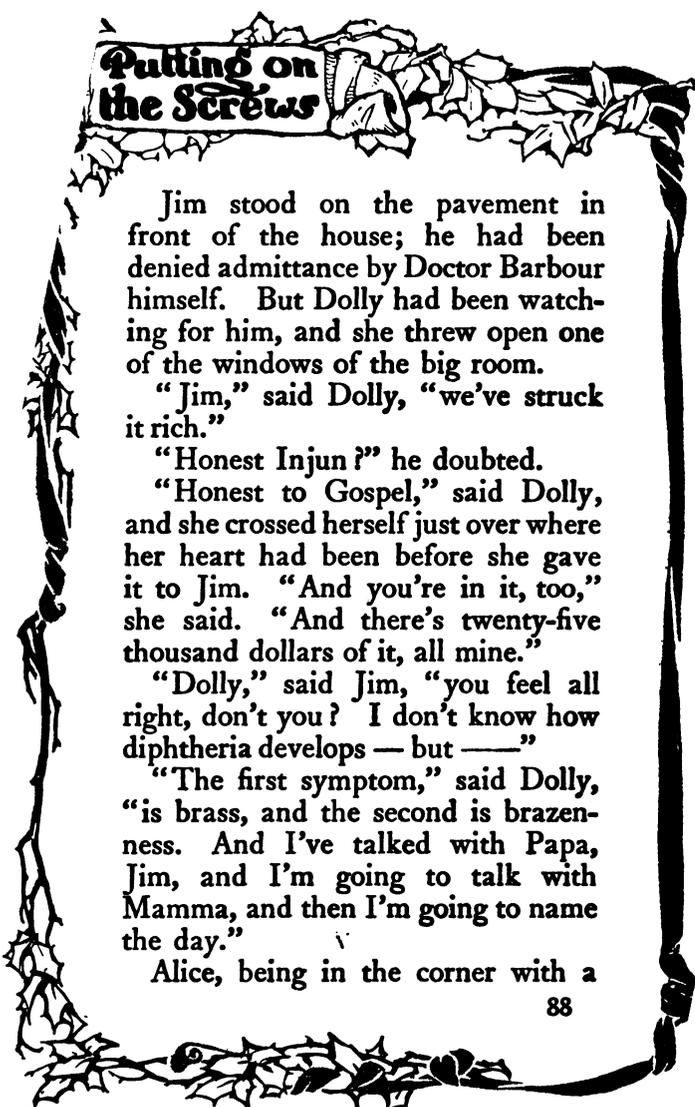 Putting on
the Screws
Jim stood on the pavement in
front of the house; he had been
denied admittance by Doctor Barbour
himself. But Dolly had been watch-
ing for him, and she threw open one
of the windows of the big room.
“Jim,” said Dolly, “we’ve struck
it rich.”
“Honest Injun?” he doubted.
“Honest to Gospel,” said Dolly,
and she crossed herself just over where
her heart had been before she gave
it to Jim. “And you’re in it, too,”
she said. “And there’s twenty-five
thousand dollars of it, all mine.”
“Dolly,” said Jim, “you feel all
right, don’t you? I don’t know how
diphtheria develops — but ——”
“The first symptom,” said Dolly,
“is brass, and the second is brazen-
ness. And I’ve talked with Papa,
Jim, and I’m going to talk with
Mamma, and then I’m going to name
the day.”
Alice, being in the corner with a
88